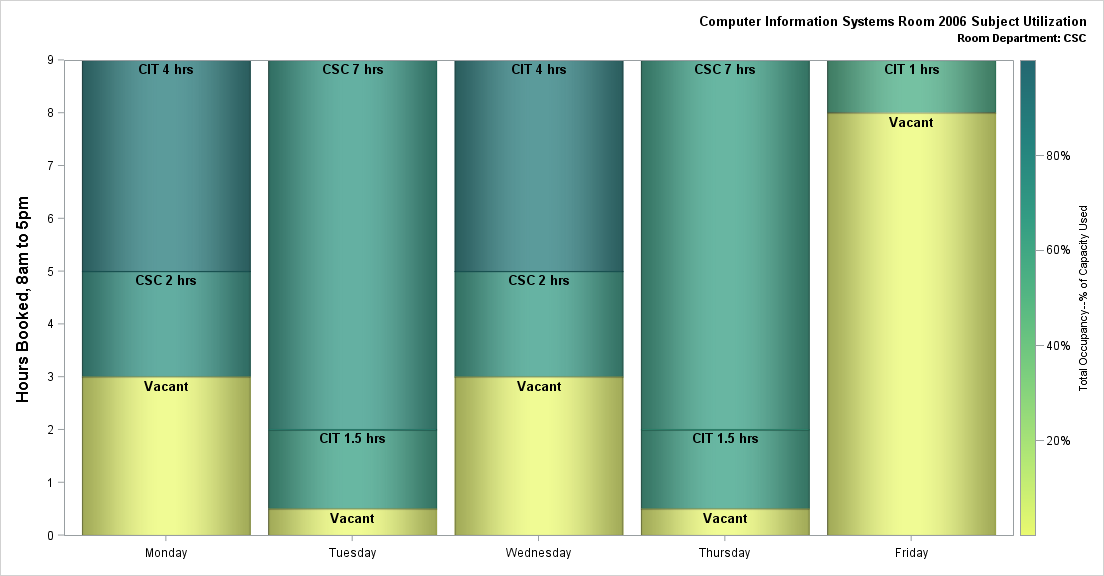 Computer Information Systems Room 2006 Subject Utilization
Room Department: CSC
Hours Booked, 8am to 5pm
9
8
7
6
5
4
3
2
1
0
CIT 4 hrs
CSC 2 hrs
Vacant
CSC 7 hrs
CIT 1.5 hrs
Vacant
CIT 4 hrs
CSC 2 hrs
Vacant
CSC 7 hrs
CIT 1.5 hrs
Vacant
CIT 1 hrs
Vacant
Monday
Tuesday
Wednesday
Thursday
Friday
80%
60%
40%
20%
Total Occupancy--% of Capacity Used